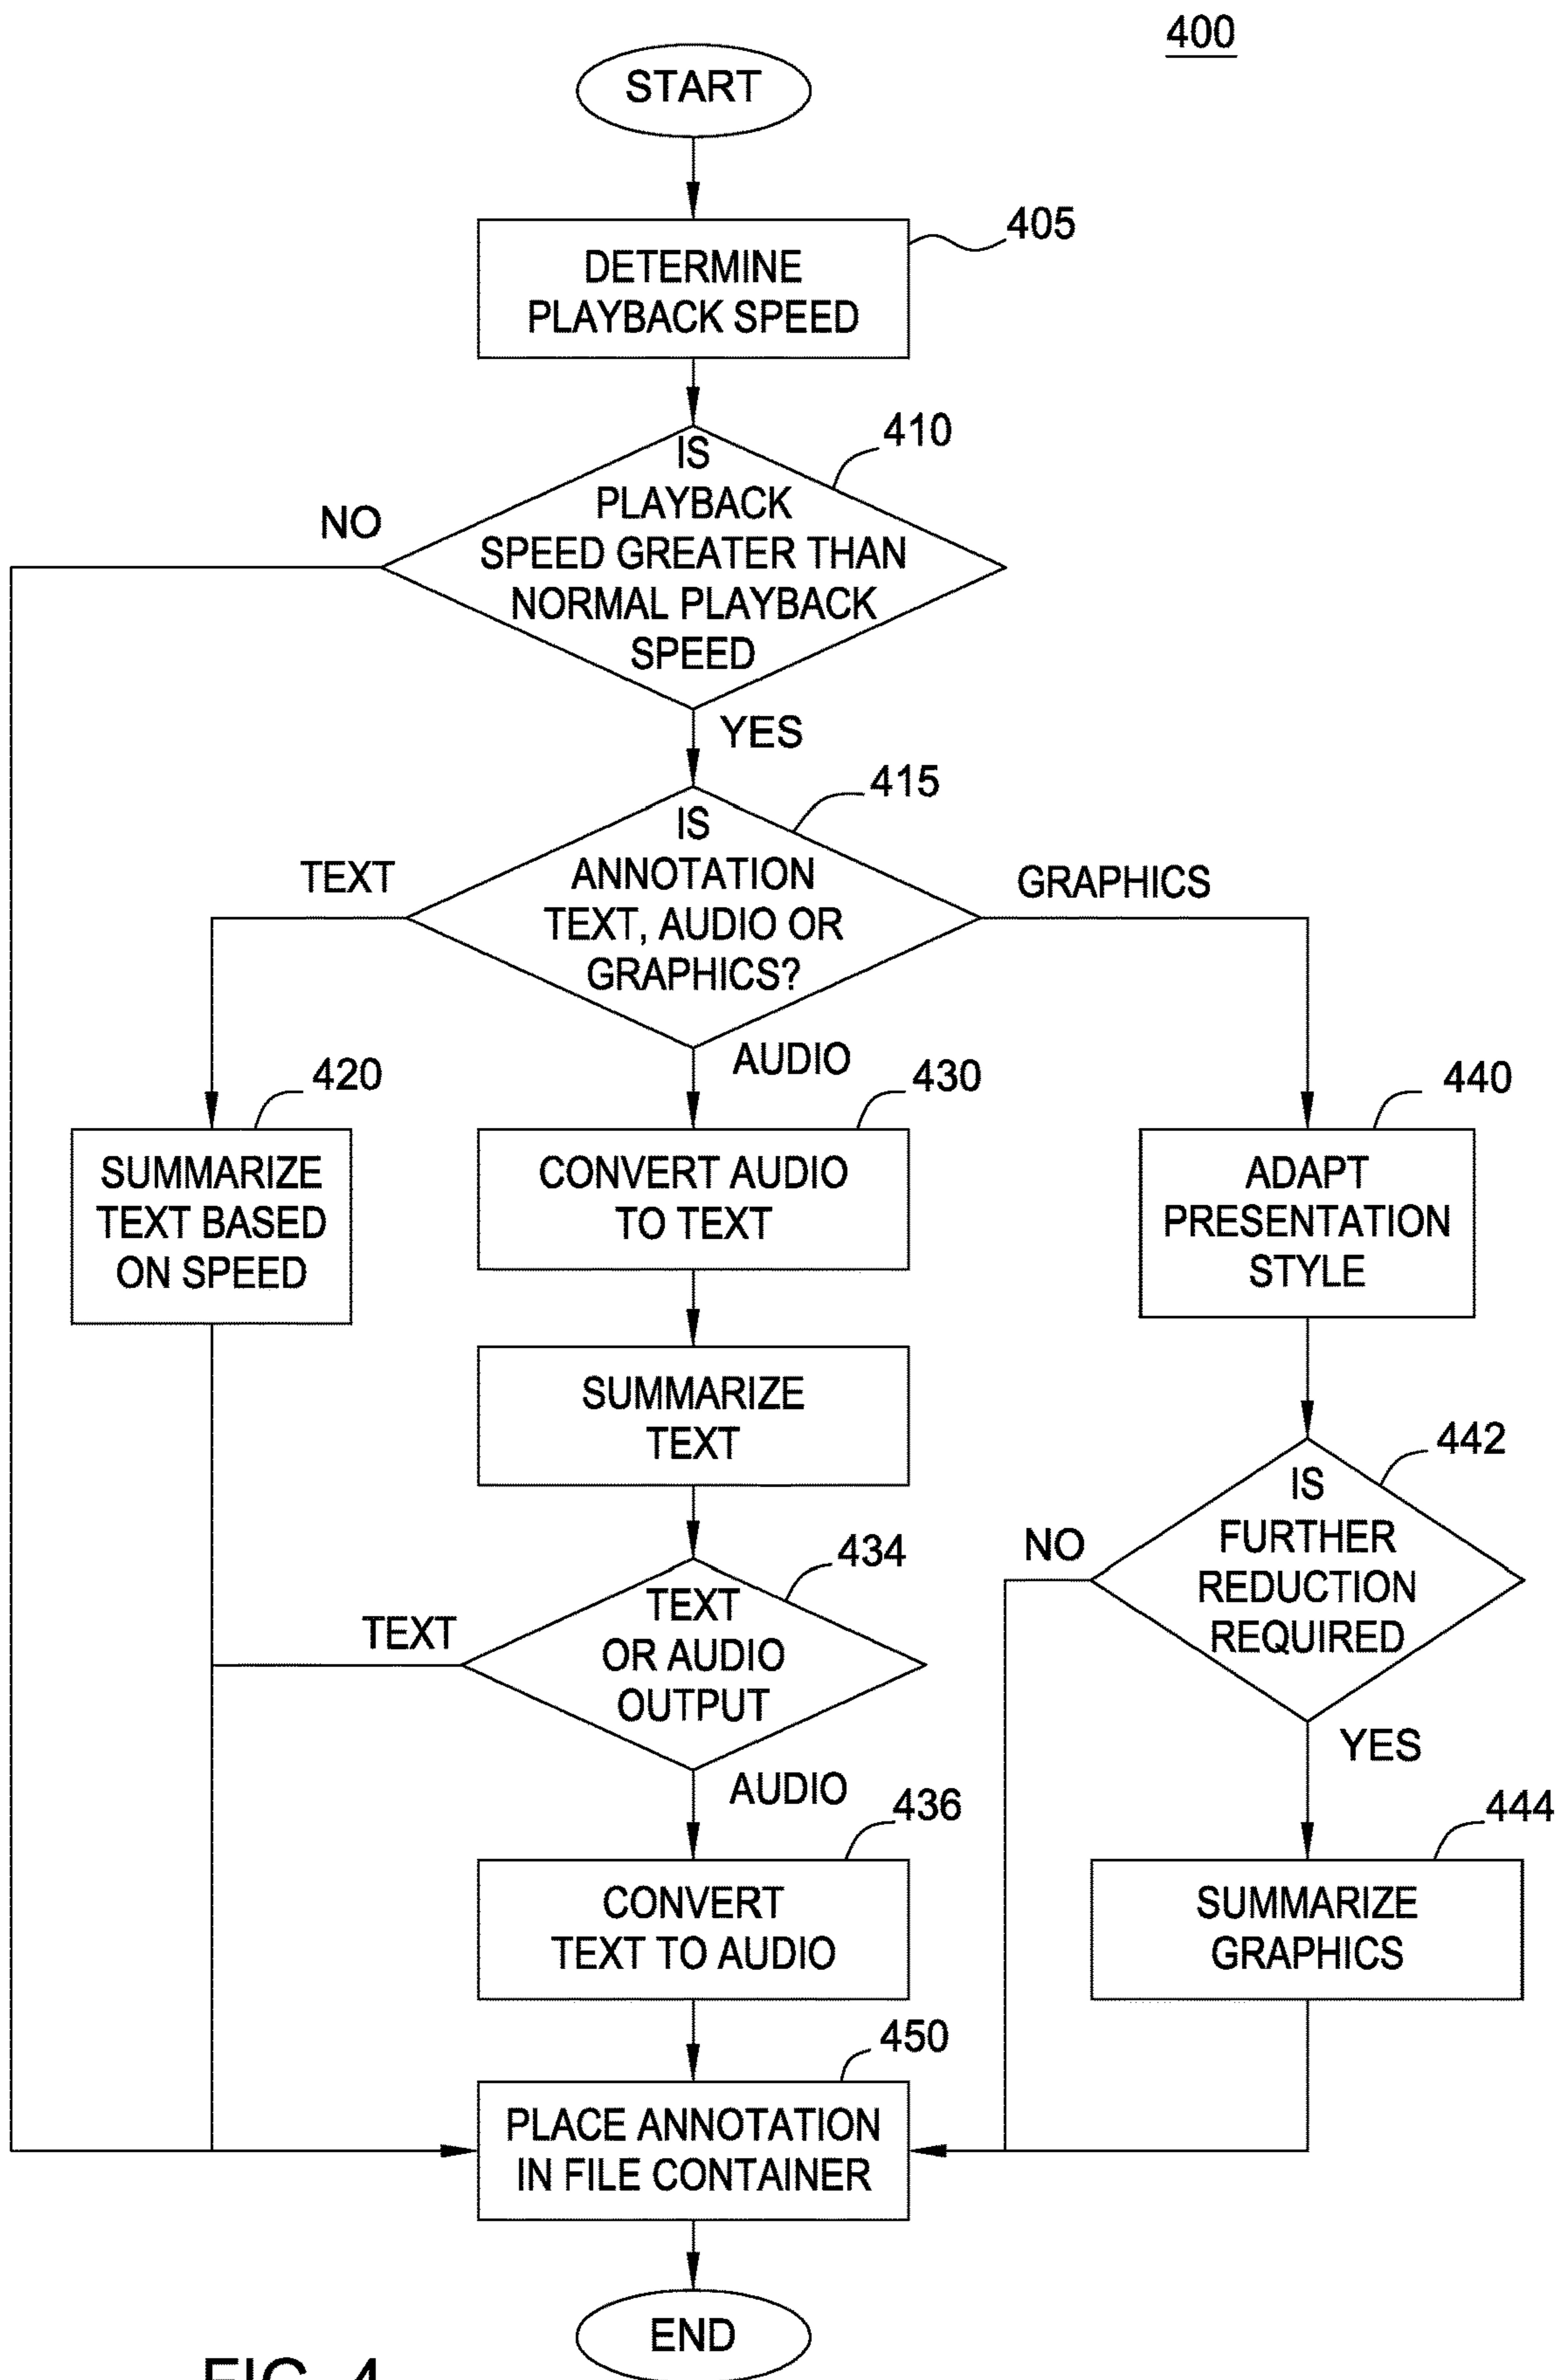 400
START
405
DETERMINE
PLAYBACK SPEED
410
IS
PLAYBACK
SPEED GREATER THAN
NORMAL PLAYBACK
SPEED
NO
YES
415
IS
ANNOTATION
TEXT, AUDIO OR
GRAPHICS?
TEXT
GRAPHICS
AUDIO
420
SUMMARIZE
TEXT BASED
ON SPEED
430
CONVERT AUDIO
TO TEXT
440
ADAPT
PRESENTATION
STYLE
SUMMARIZE
TEXT
442
IS
FURTHER
REDUCTION
REQUIRED
NO
YES
434
TEXT
OR AUDIO
OUTPUT
TEXT
AUDIO
436
CONVERT
TEXT TO AUDIO
444
SUMMARIZE
GRAPHICS
450
PLACE ANNOTATION
IN FILE CONTAINER
END
FIG. 4